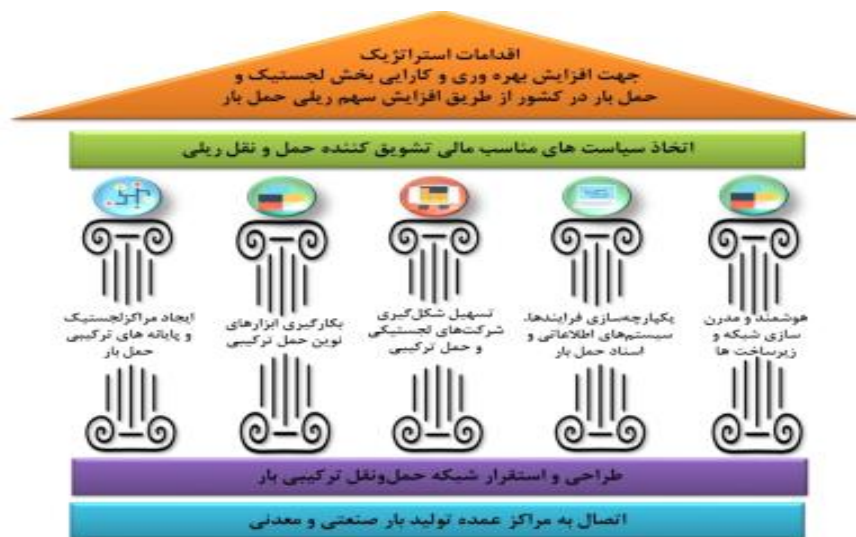 اقدامات استراتژیک
جهت افزایش بهره وری و کارایی بخش لجستیک و
حمل بار در کشور از طریق افزایش سهم ریلی حمل بار
اتخاذ سیاست های مناسب مالی تشویق کننده حمل و نقل ریلی
هوشمند و مدرن
سازی شبکه و
زیرساخت ها
یکپارچه‌سازی فرایندها،
سیستم‌های اطلاعاتی و
اسناد حمل بار
تسهیل شکل‌گیری
شرکت‌های لجستیکی
و حمل ترکیبی
بکارگیری ابزارهای
نوین حمل ترکیبی
ایجاد مراکزلجستیک
و پایانه های ترکیبی
حمل بار
طراحی و استقرار شبکه حمل‌ونقل ترکیبی بار
اتصال به مراکز عمده تولید بار صنعتی و معدنی